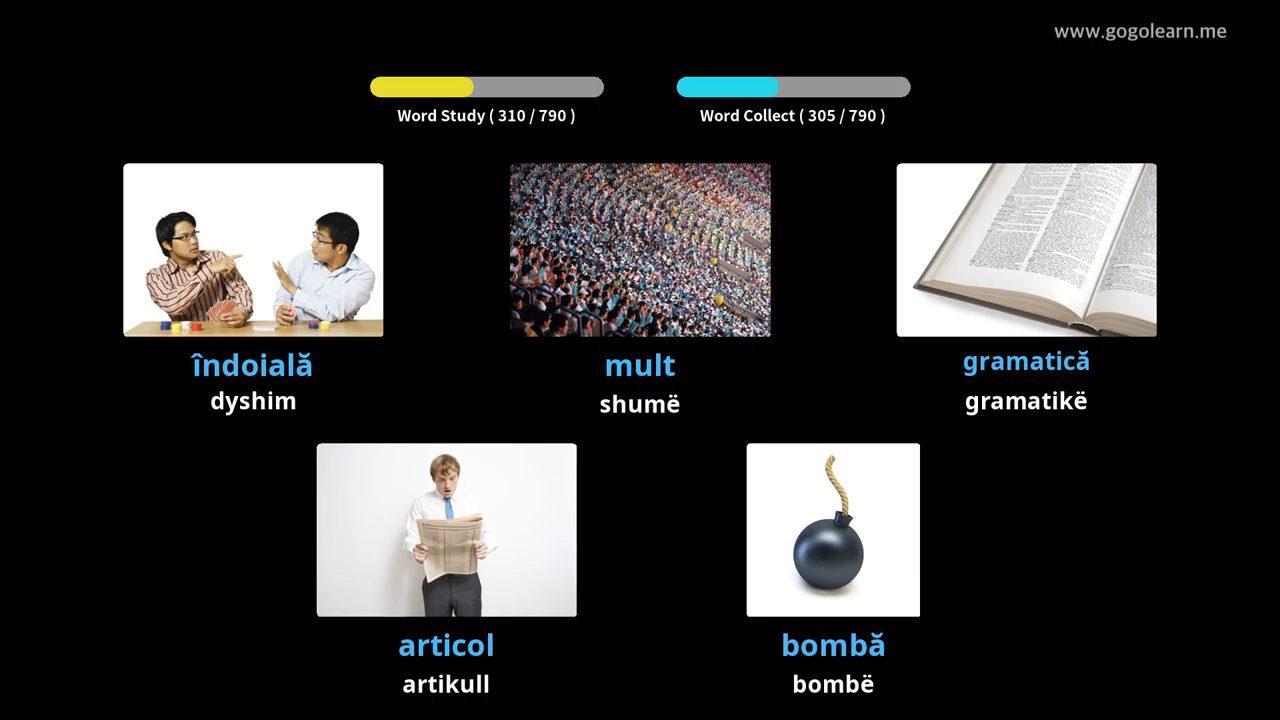 www.gogolearn.me
Word Study ( 310 / 790 )
Word Collect ( 305 / 790 )
îndoială
dyshim
mult
shumë
gramatică
gramatikë
articol
artikull
bombă
bombë